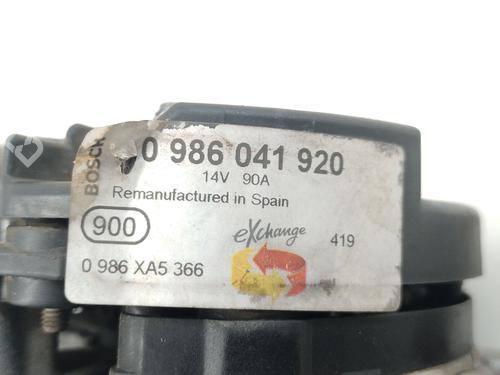 BOSCH
0 986 041 920
14V 90A
Remanufactured in Spain
900
eXchange
419
0 986 XA5 366